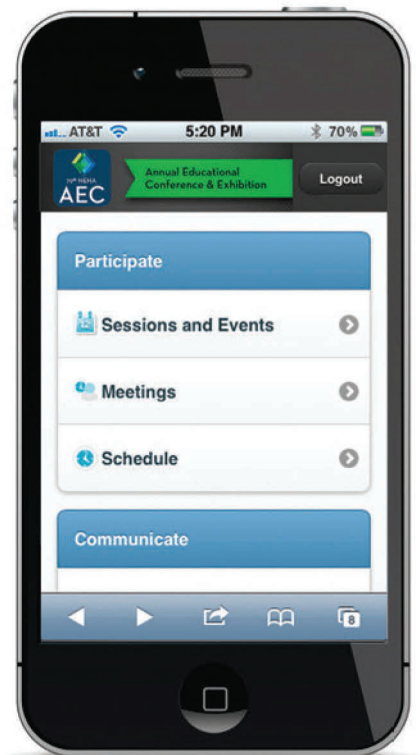 AT&T 5:20 PM 70%
AEC
Annual Educational
Conference & Exhibition
Logout
Participate
Sessions and Events
Meetings
Schedule
Communicate
8